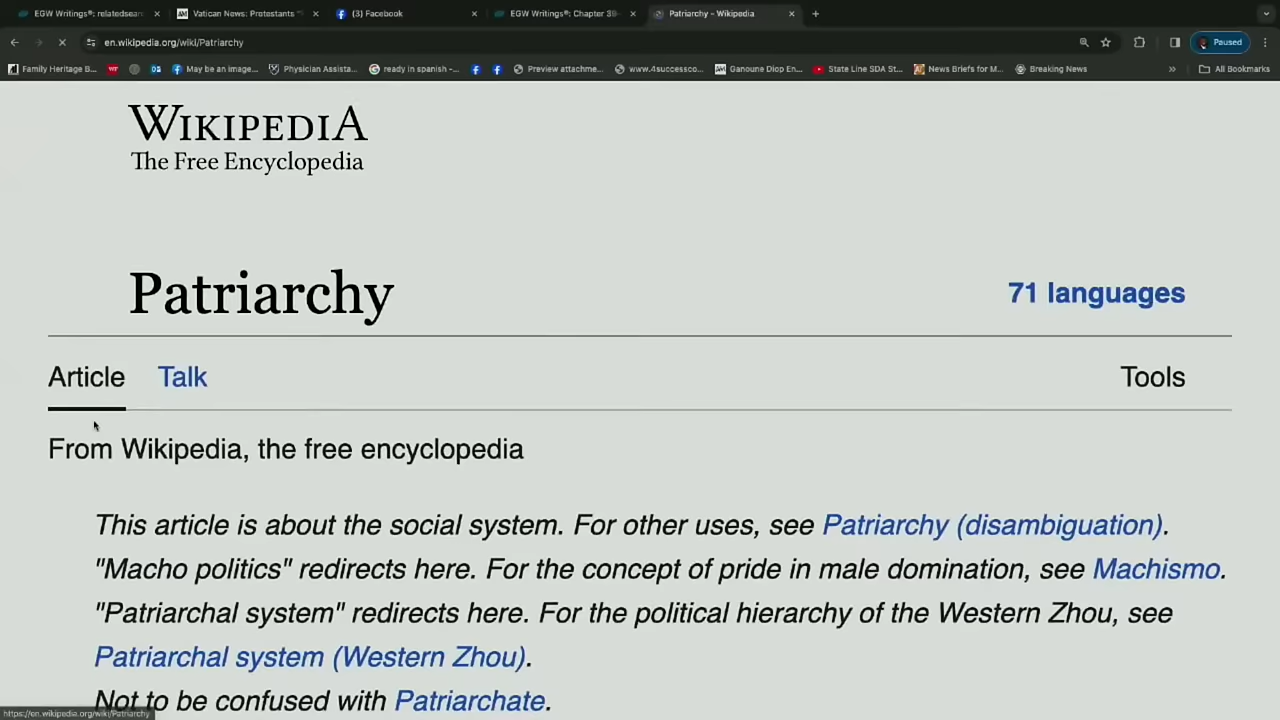 EGW Writings®: relatedsear
Vatican News: Protestants "
(3) Facebook
EGW Writings®: Chapter 39
Patriarchy - Wikipedia
en.wikipedia.org/wiki/Patriarchy
Paused
Family Heritage B...
May be an image...
Physician Assista...
ready in spanish -...
Preview attachme...
www.4successco...
Ganoune Diop En...
State Line SDA St...
News Briefs for M...
Breaking News
All Bookmarks
WIKIPEDIA
The Free Encyclopedia
Patriarchy
71 languages
Article Talk Tools
From Wikipedia, the free encyclopedia
This article is about the social system. For other uses, see Patriarchy (disambiguation).
"Macho politics" redirects here. For the concept of pride in male domination, see Machismo.
"Patriarchal system" redirects here. For the political hierarchy of the Western Zhou, see
Patriarchal system (Western Zhou).
Not to be confused with Patriarchate.
https://en.wikipedia.org/wiki/Patriarchy